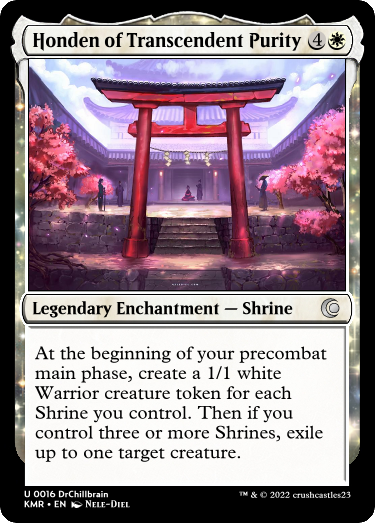 Honden of Transcendent Purity 4
Legendary Enchantment — Shrine
At the beginning of your precombat
main phase, create a 1/1 white
Warrior creature token for each
Shrine you control. Then if you
control three or more Shrines, exile
up to one target creature.
U 0016 DrChillbrain
KMR • EN Nele-Diel
™ & © 2022 crushcastles23